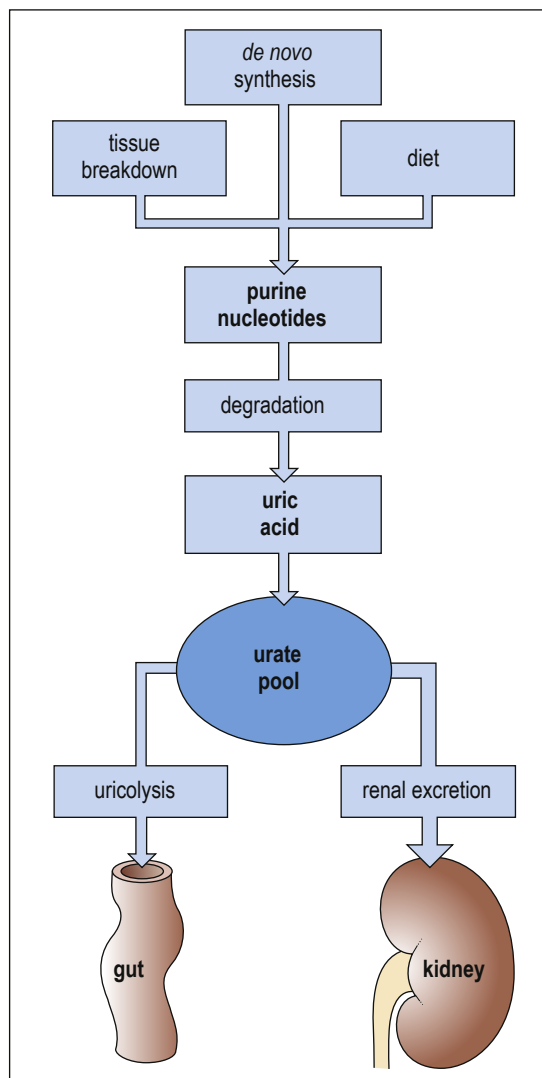 de novo
synthesis
tissue
breakdown
diet
purine
nucleotides
degradation
uric
acid
urate
pool
uricolysis
renal excretion
gut
kidney